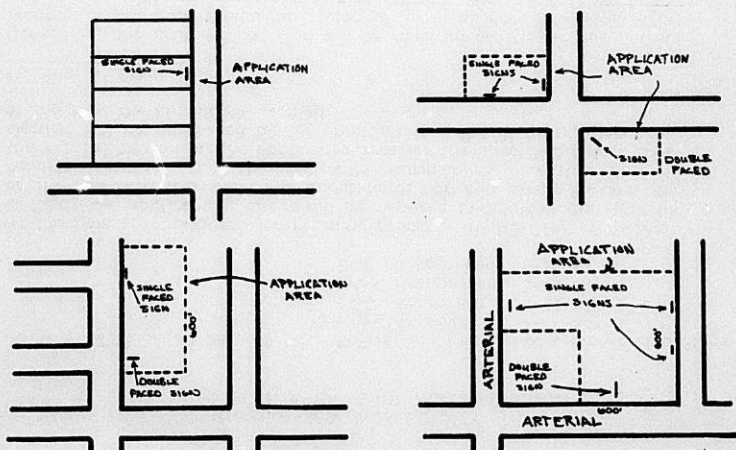 SINGLE FACED
SIGN
APPLICATION
AREA
SINGLE FACED
SIGNS
APPLICATION
AREA
SIGN
DOUBLE
FACED
SINGLE
FACED
SIGN
APPLICATION
AREA
600'
DOUBLE
FACED SIGN
APPLICATION
AREA
SINGLE FACED
SIGNS
ARTERIAL
600'
DOUBLE
FACED
SIGN
600'
ARTERIAL